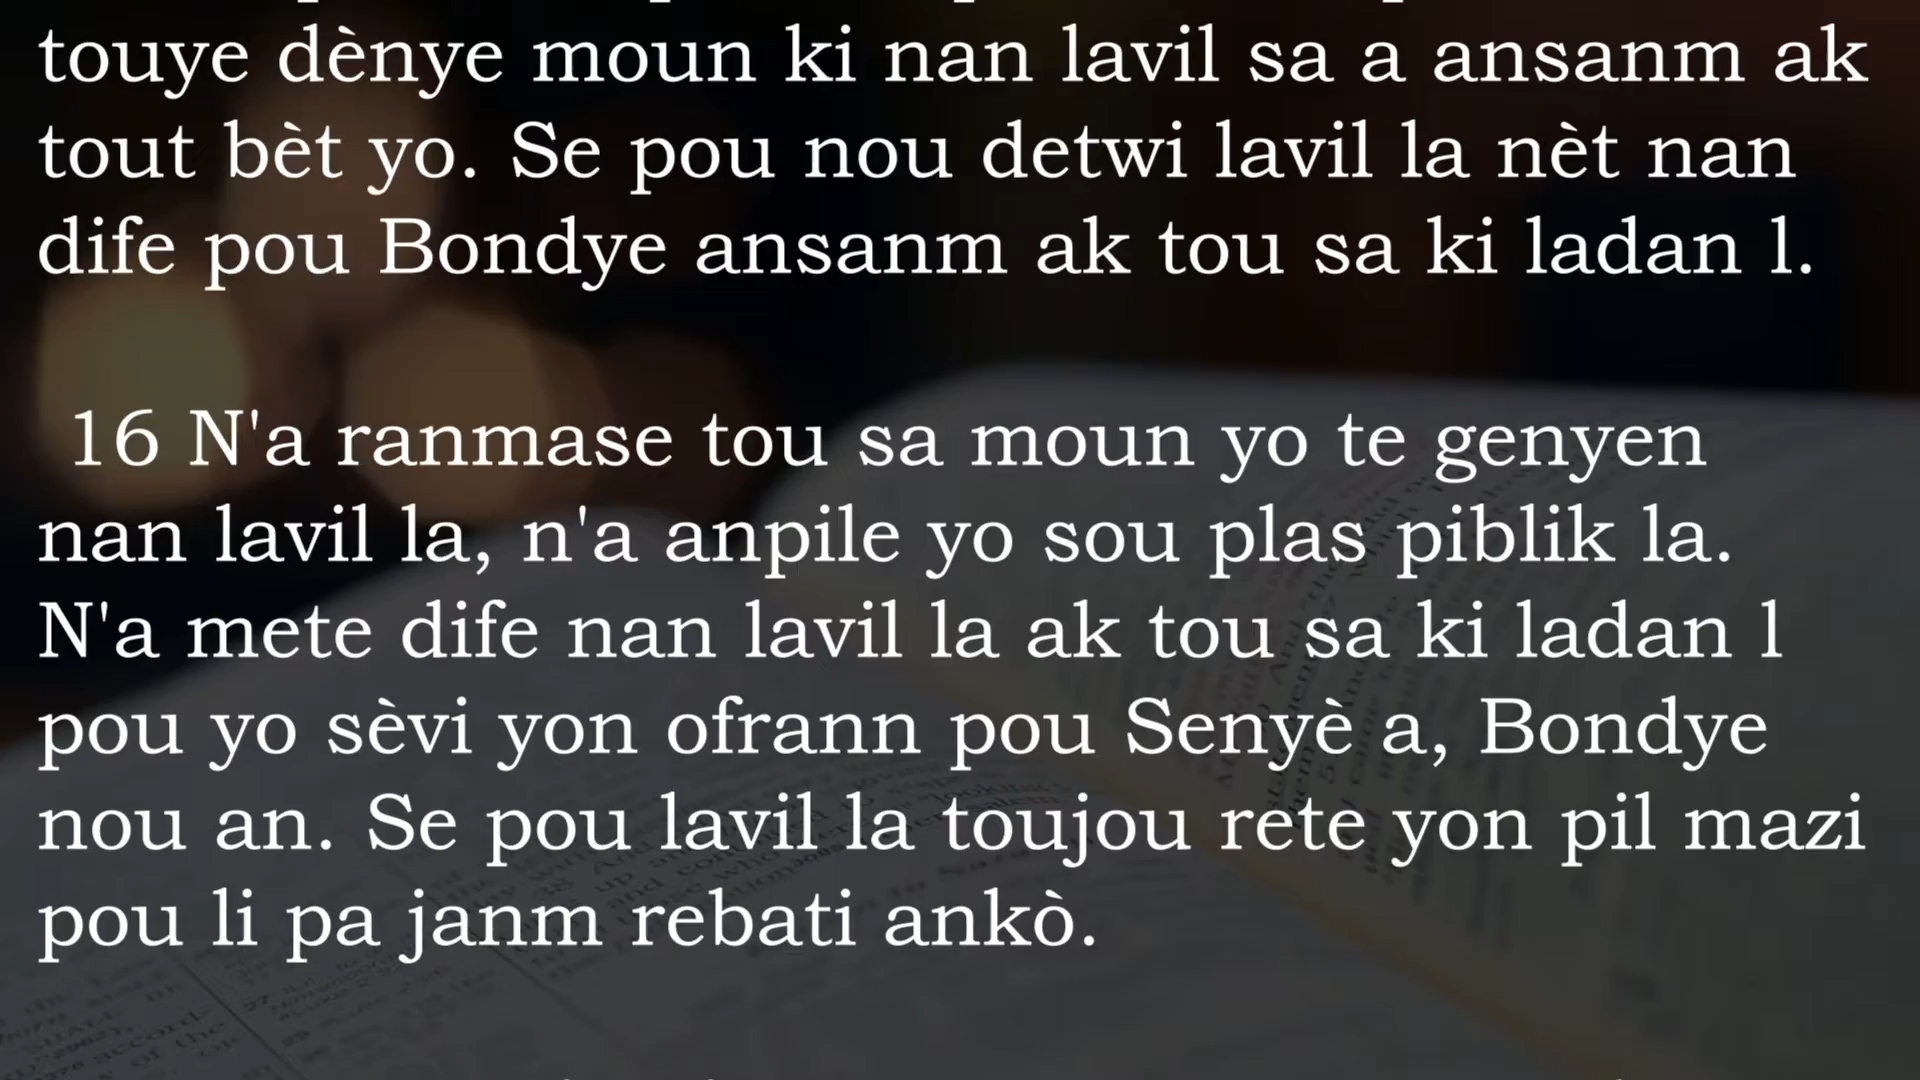 touye dènye moun ki nan lavil sa a ansanm ak
tout bèt yo. Se pou nou detwi lavil la nèt nan
dife pou Bondye ansanm ak tou sa ki ladan l.
16 N'a ranmase tou sa moun yo te genyen
nan lavil la, n'a anpile yo sou plas piblik la.
N'a mete dife nan lavil la ak tou sa ki ladan l
pou yo sèvi yon ofrann pou Senyè a, Bondye
nou an. Se pou lavil la toujou rete yon pil mazi
pou li pa janm rebati ankò.